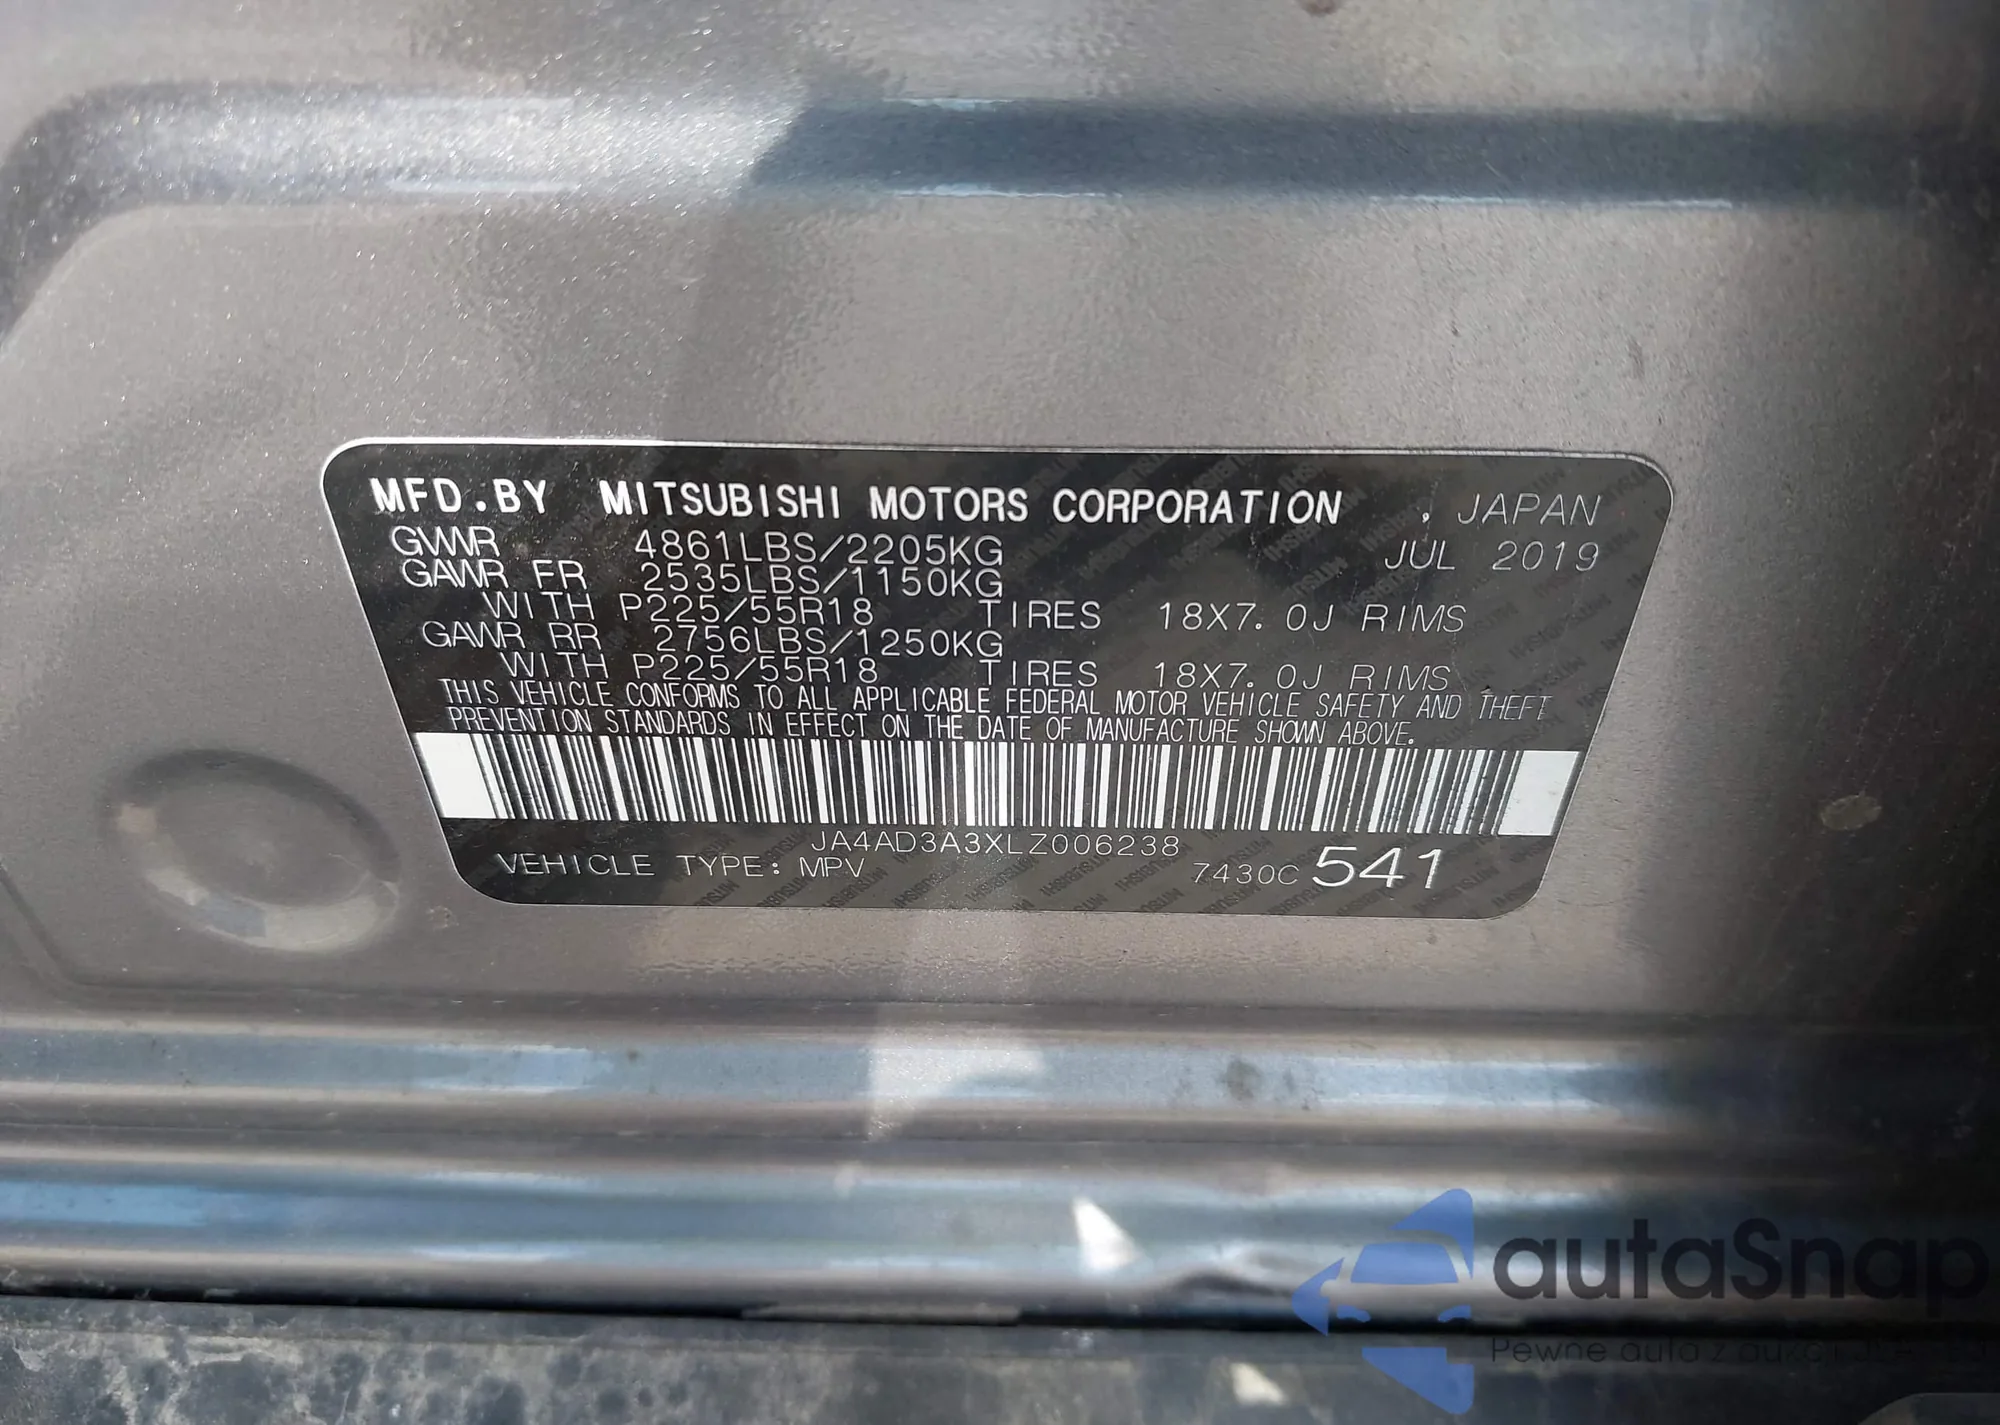 MFD.BY MITSUBISHI MOTORS CORPORATION , JAPAN
GVWR 4861LBS/2205KG JUL 2019
GAWR FR 2535LBS/1150KG
WITH P225/55R18 TIRES 18X7.0J RIMS
GAWR RR 2756LBS/1250KG
WITH P225/55R18 TIRES 18X7.0J RIMS
THIS VEHICLE CONFORMS TO ALL APPLICABLE FEDERAL MOTOR VEHICLE SAFETY AND THEFT
PREVENTION STANDARDS IN EFFECT ON THE DATE OF MANUFACTURE SHOWN ABOVE.
JA4AD3A3XLZ006238
VEHICLE TYPE: MPV 7430C 541
autaSnap
Pewne auta z aukcji